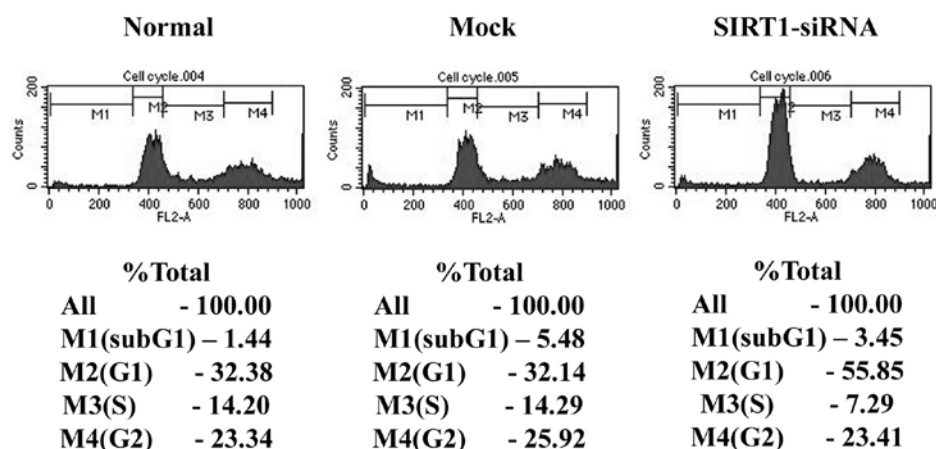 Normal
Mock
SIRT1-siRNA
Cell cycle.004
Cell cycle.005
Cell cycle.006
200
M1
M2
M3
M4
Counts
0
0 200 400 600 800 1000
FL2-A
200
M1
M2
M3
M4
Counts
0
0 200 400 600 800 1000
FL2-A
200
M1
2
M3
M4
Counts
0
0 200 400 600 800 1000
FL2-A
%Total
All - 100.00
M1(subG1) – 1.44
M2(G1) - 32.38
M3(S) - 14.20
M4(G2) - 23.34
%Total
All - 100.00
M1(subG1) – 5.48
M2(G1) - 32.14
M3(S) - 14.29
M4(G2) - 25.92
%Total
All - 100.00
M1(subG1) – 3.45
M2(G1) - 55.85
M3(S) - 7.29
M4(G2) - 23.41